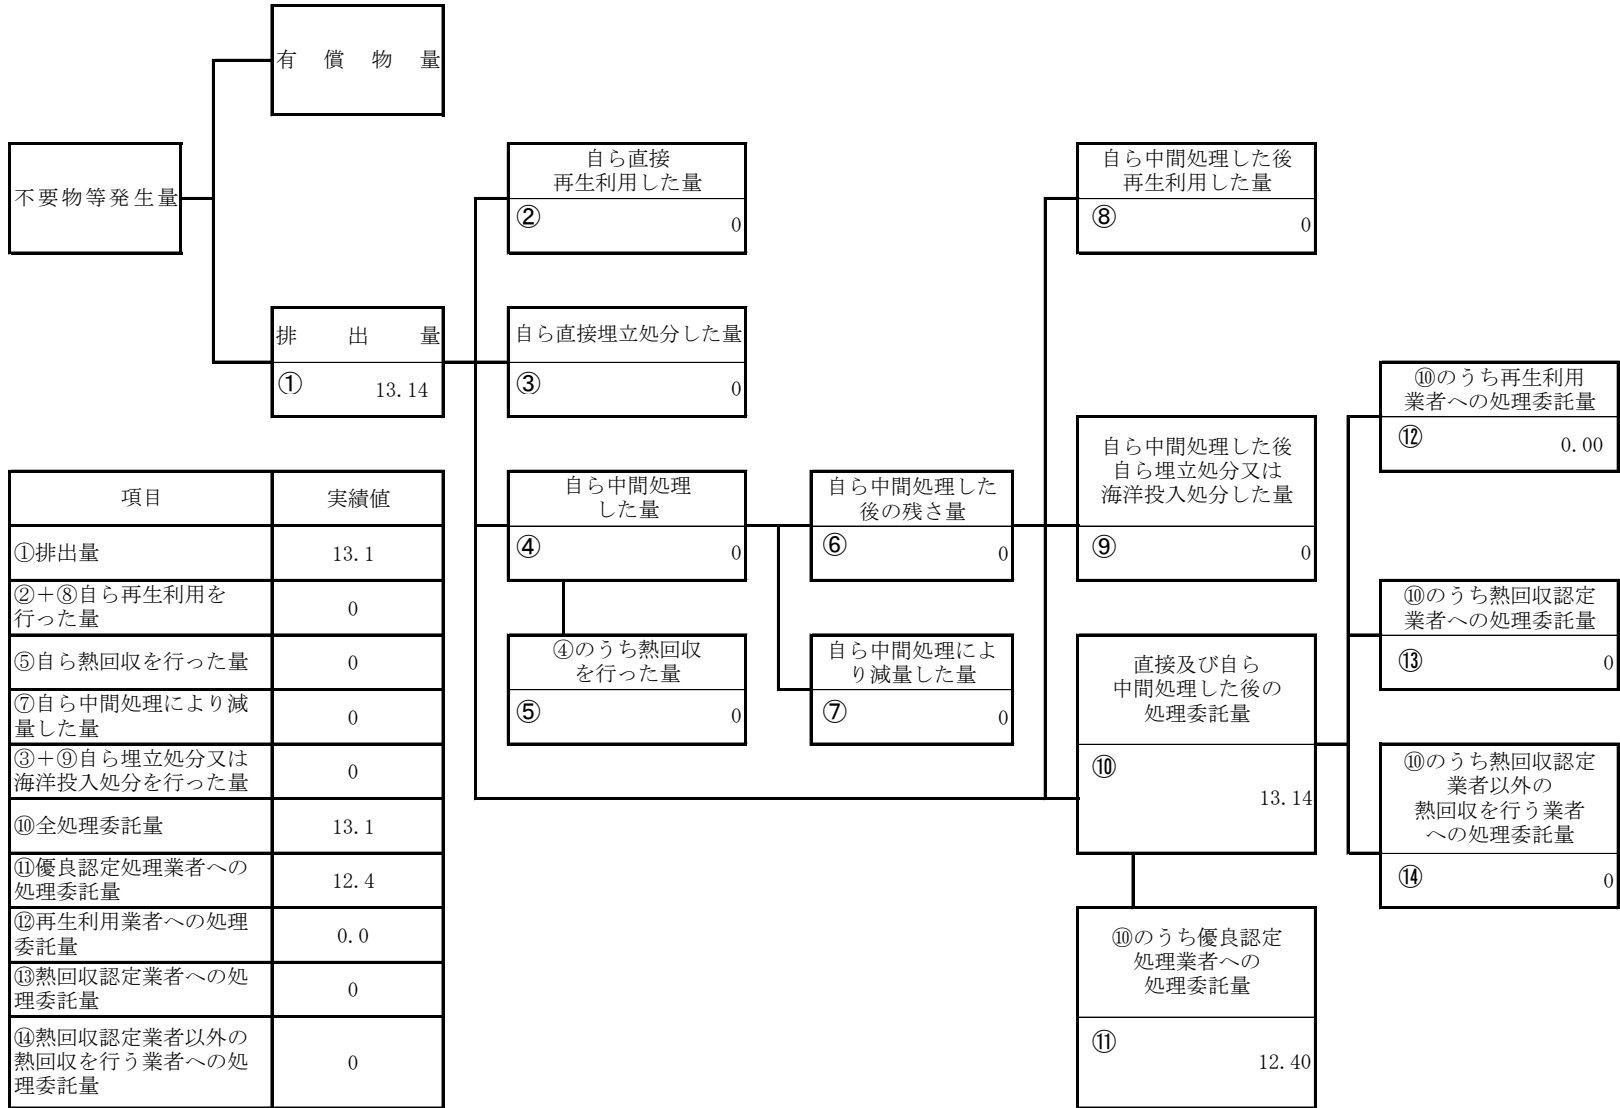 有償物量
不要物等発生量
排出量
① 13.14
自ら直接
再生利用した量
② 0
自ら直接埋立処分した量
③ 0
自ら中間処理
した量
④ 0
④のうち熱回収
を行った量
⑤ 0
自ら中間処理した
後の残さ量
⑥ 0
自ら中間処理によ
り減量した量
⑦ 0
自ら中間処理した後
再生利用した量
⑧ 0
自ら中間処理した後
自ら埋立処分又は
海洋投入処分した量
⑨ 0
直接及び自ら
中間処理した後の
処理委託量
⑩
13.14
⑩のうち優良認定
処理業者への
処理委託量
⑪
12.40
⑩のうち再生利用
業者への処理委託量
⑫ 0.00
⑩のうち熱回収認定
業者への処理委託量
⑬ 0
⑩のうち熱回収認定
業者以外の
熱回収を行う業者
への処理委託量
⑭ 0
項目 実績値
①排出量 13.1
②+⑧自ら再生利用を
行った量 0
⑤自ら熱回収を行った量 0
⑦自ら中間処理により減
量した量 0
③+⑨自ら埋立処分又は
海洋投入処分を行った量 0
⑩全処理委託量 13.1
⑪優良認定処理業者への
処理委託量 12.4
⑫再生利用業者への処理
委託量 0.0
⑬熱回収認定業者への処
理委託量 0
⑭熱回収認定業者以外の
熱回収を行う業者への処
理委託量 0